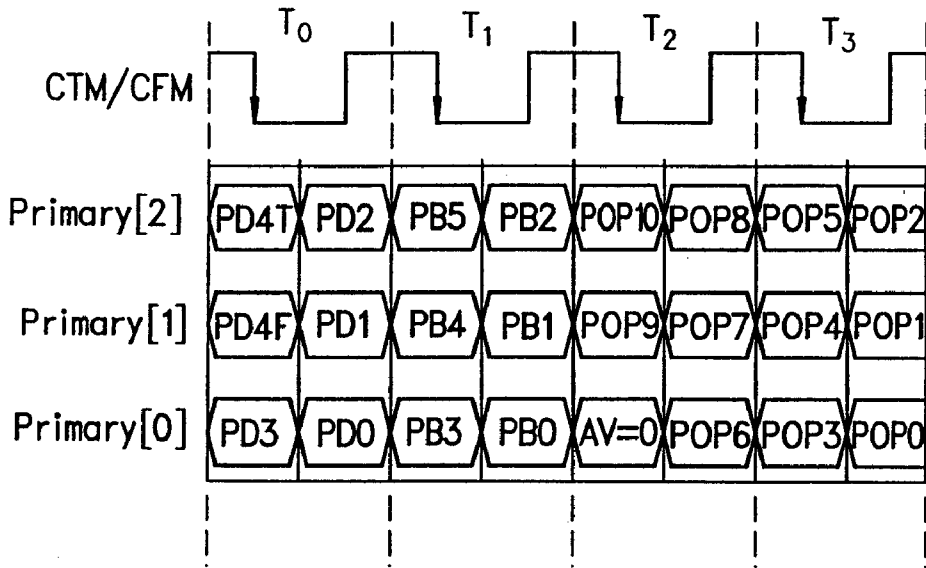 T0 T1 T2 T3
CTM/CFM
Primary[2] PD4T PD2 PB5 PB2 POP10 POP8 POP5 POP2
Primary[1] PD4F PD1 PB4 PB1 POP9 POP7 POP4 POP1
Primary[0] PD3 PD0 PB3 PB0 AV=0 POP6 POP3 POP0